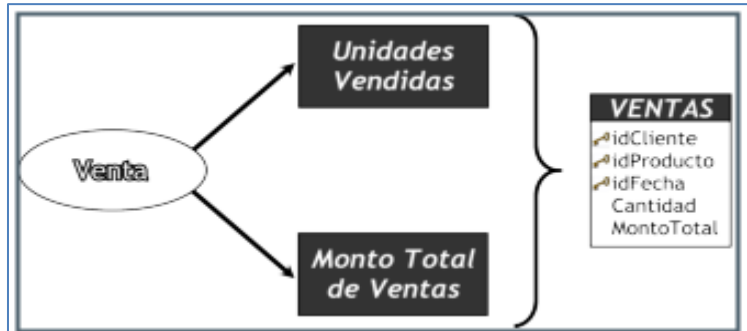 Unidades
Vendidas
Venta
Monto Total
de Ventas
VENTAS
idCliente
idProducto
idFecha
Cantidad
MontoTotal